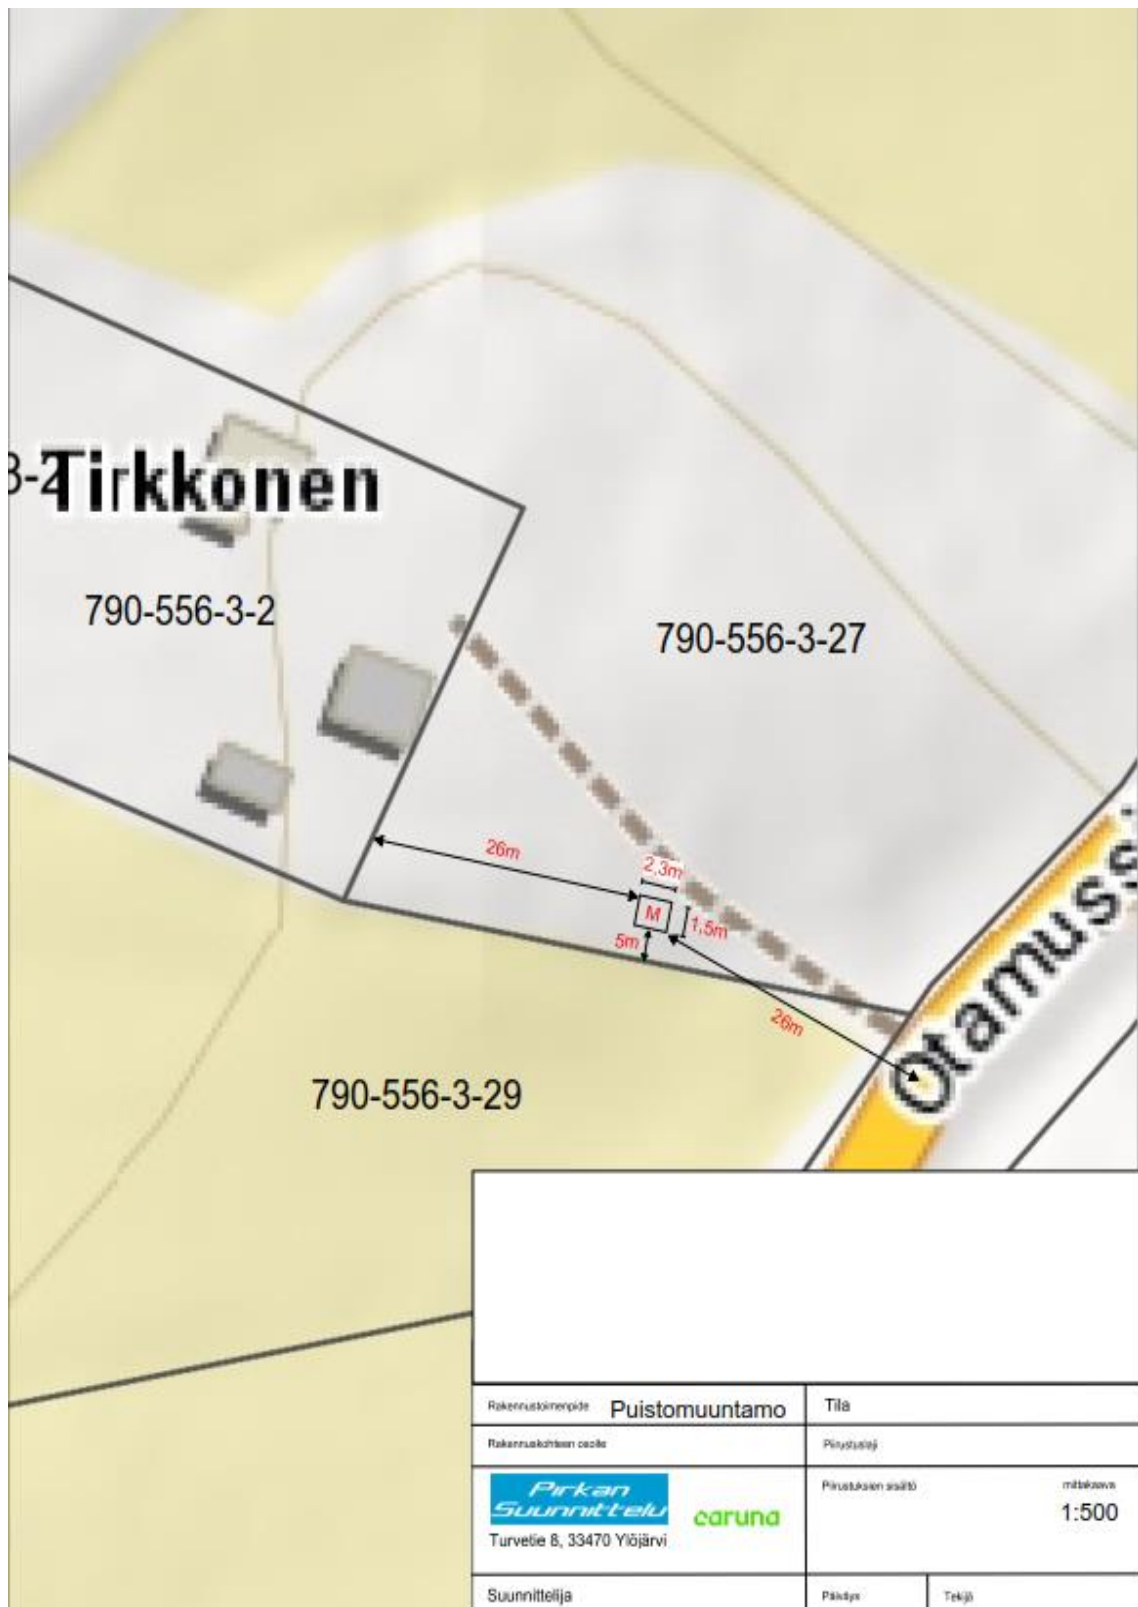 3-2
Tirkkonen
790-556-3-2
790-556-3-27
26m
2,3m
M
1,5m
5m
26m
790-556-3-29
Otamussi
Rakennustoimenpide Puistomuuntamo
Tila
Rakennuskohteen osoite
Piirustuslaji
Pirkan
Suunnittelu
caruna
Turvetie 8, 33470 Ylöjärvi
Piirustuksen sisältö
mittakaava
1:500
Suunnittelija
Päiväys
Tekijä